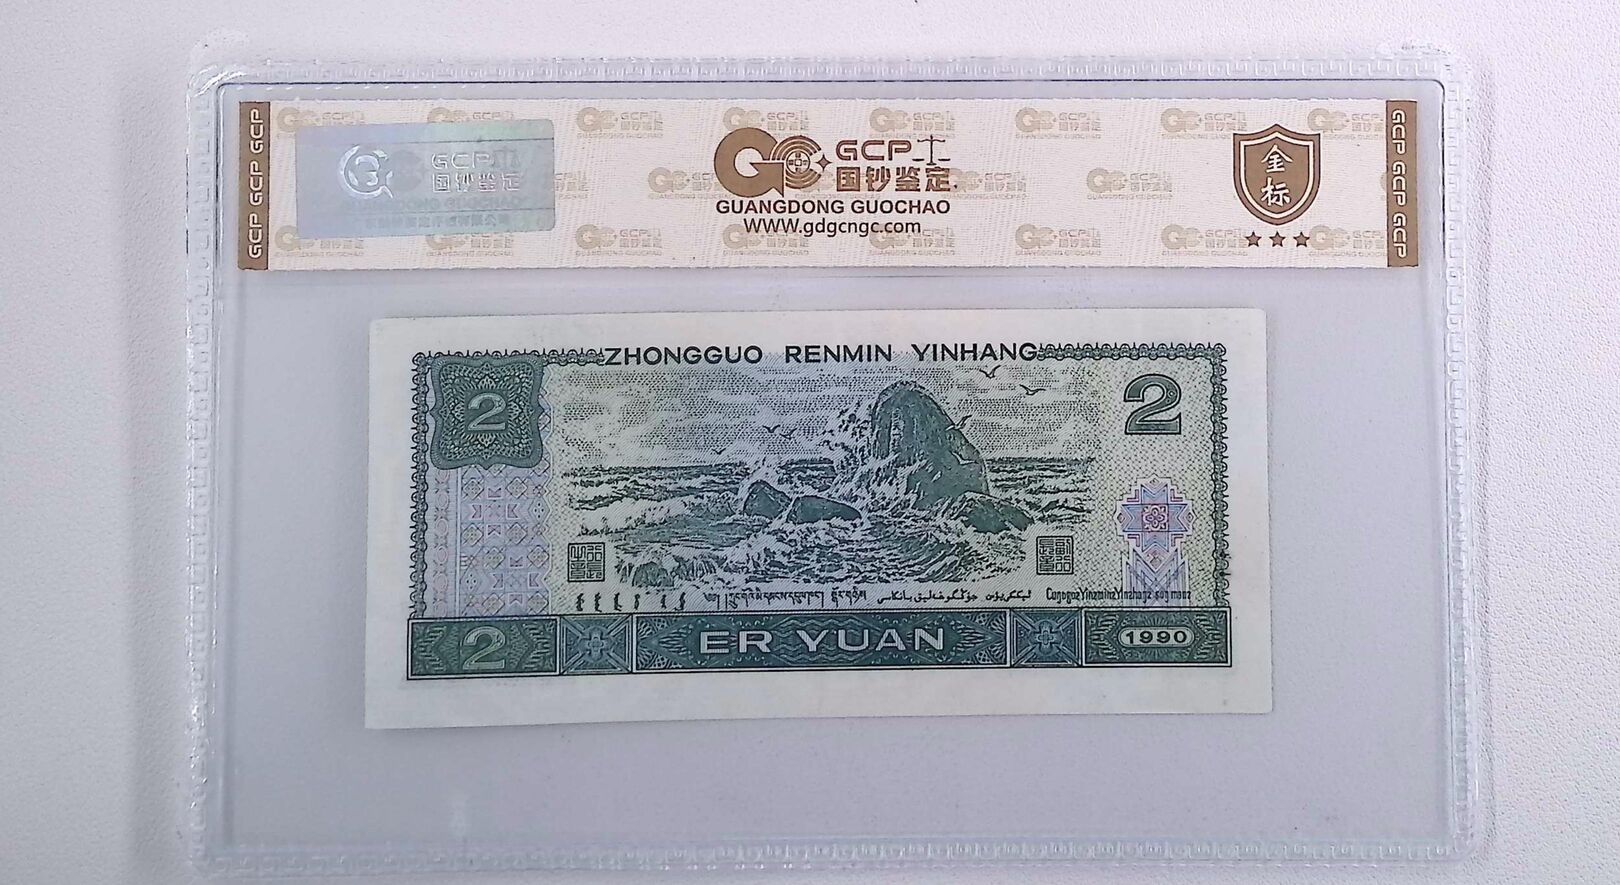 GCP GCP GCP
GCP
国钞鉴定
GCP
国钞鉴定
GUANGDONG GUOCHAO
WWW.gdgcngc.com
金
标
GCP GCP GCP
ZHONGGUO RENMIN YINHANG
2
2
2
ER YUAN
1990